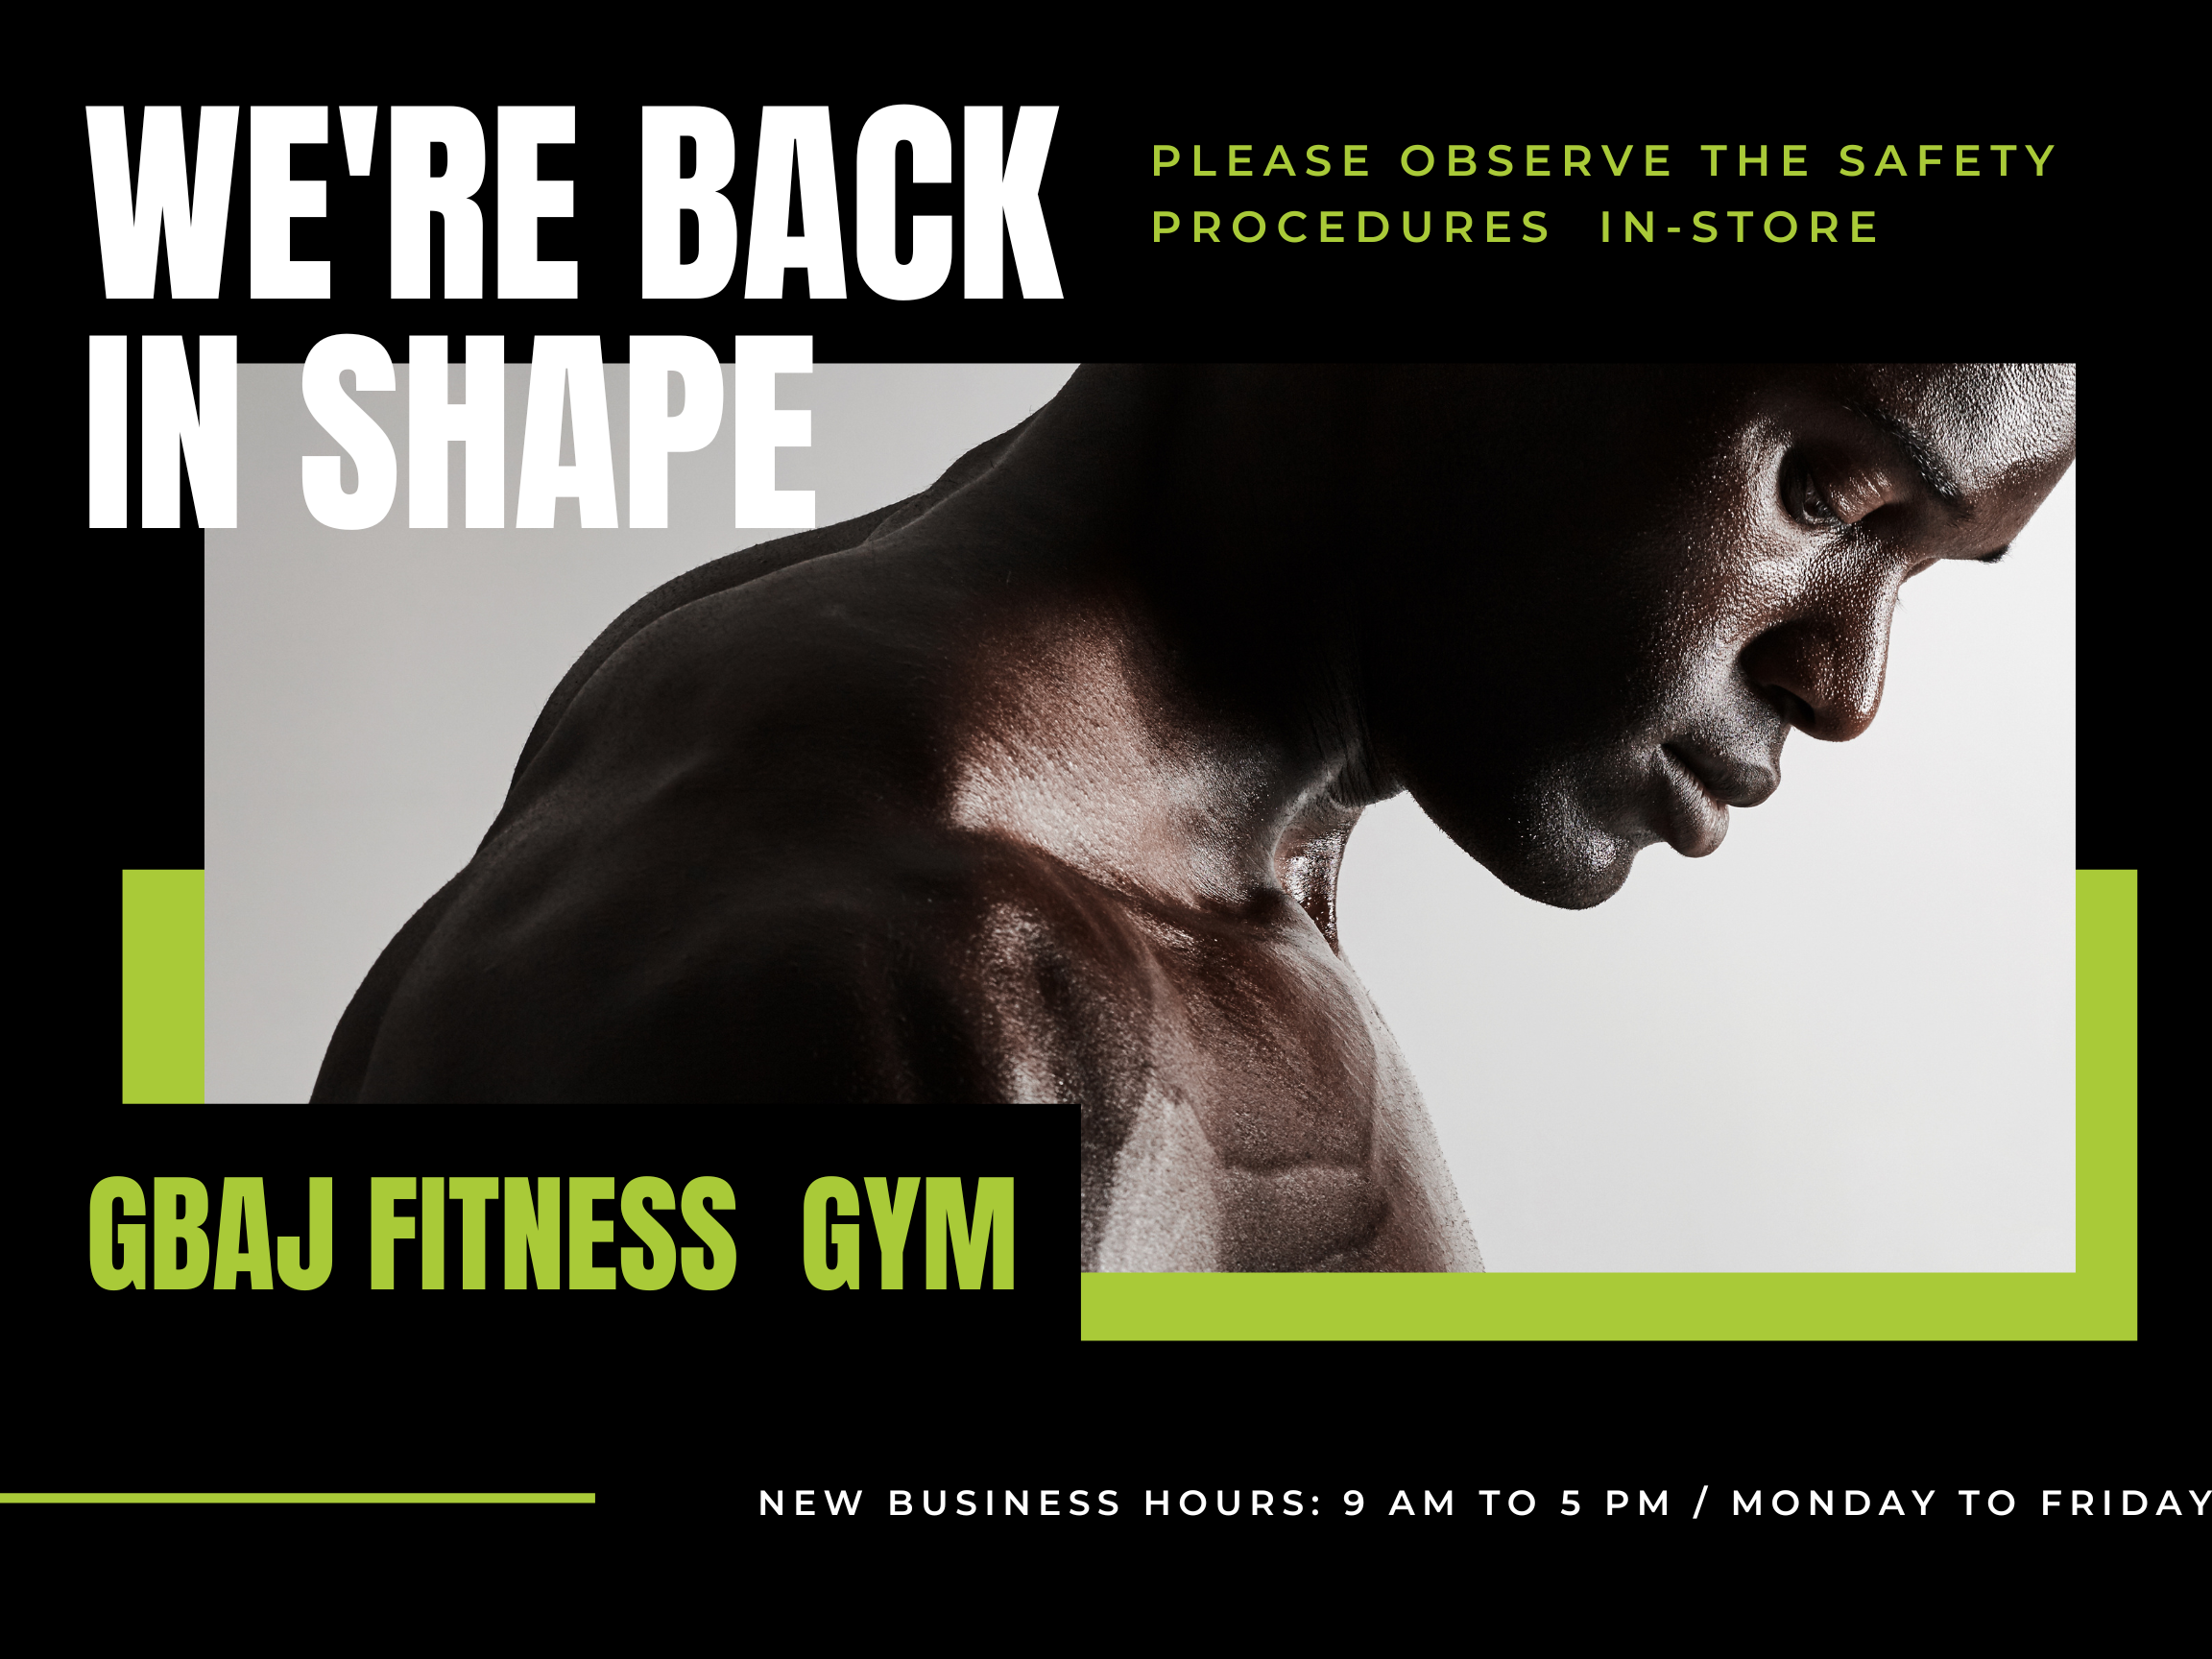 WE'RE BACK
IN SHAPE
PLEASE OBSERVE THE SAFETY
PROCEDURES IN-STORE
GBAJ FITNESS GYM
NEW BUSINESS HOURS: 9 AM TO 5 PM / MONDAY TO FRIDAY